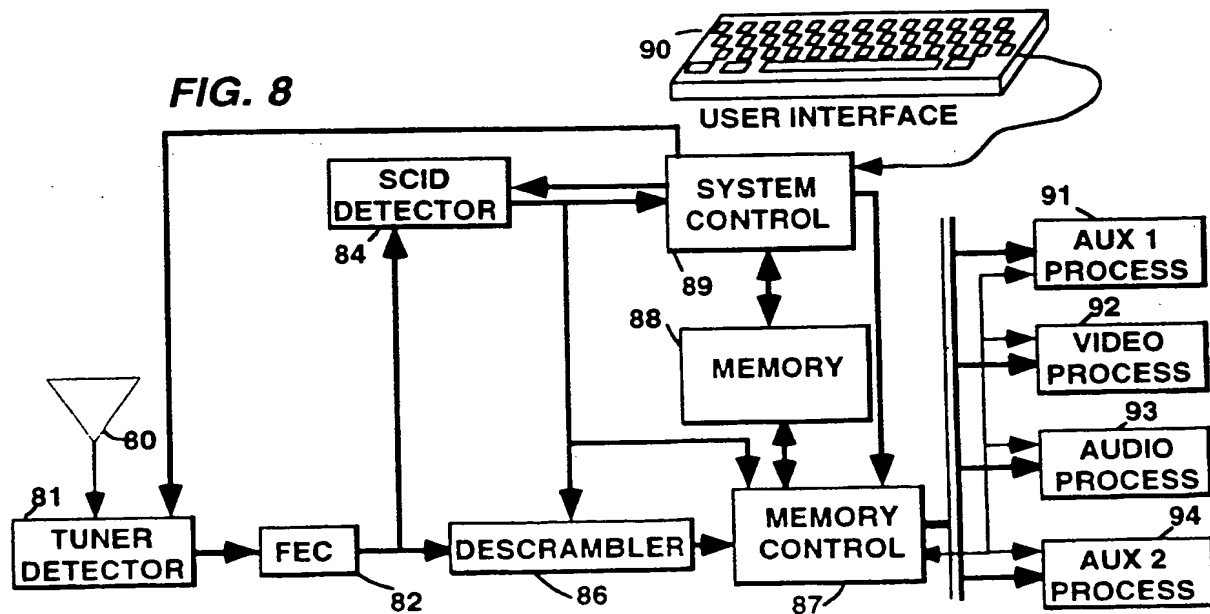 90
FIG. 8
USER INTERFACE
SCID
DETECTOR
84
SYSTEM
CONTROL
89
91
AUX 1
PROCESS
88
MEMORY
92
VIDEO
PROCESS
80
93
AUDIO
PROCESS
81
TUNER
DETECTOR
FEC
82
DESCRAMBLER
86
MEMORY
CONTROL
87
94
AUX 2
PROCESS